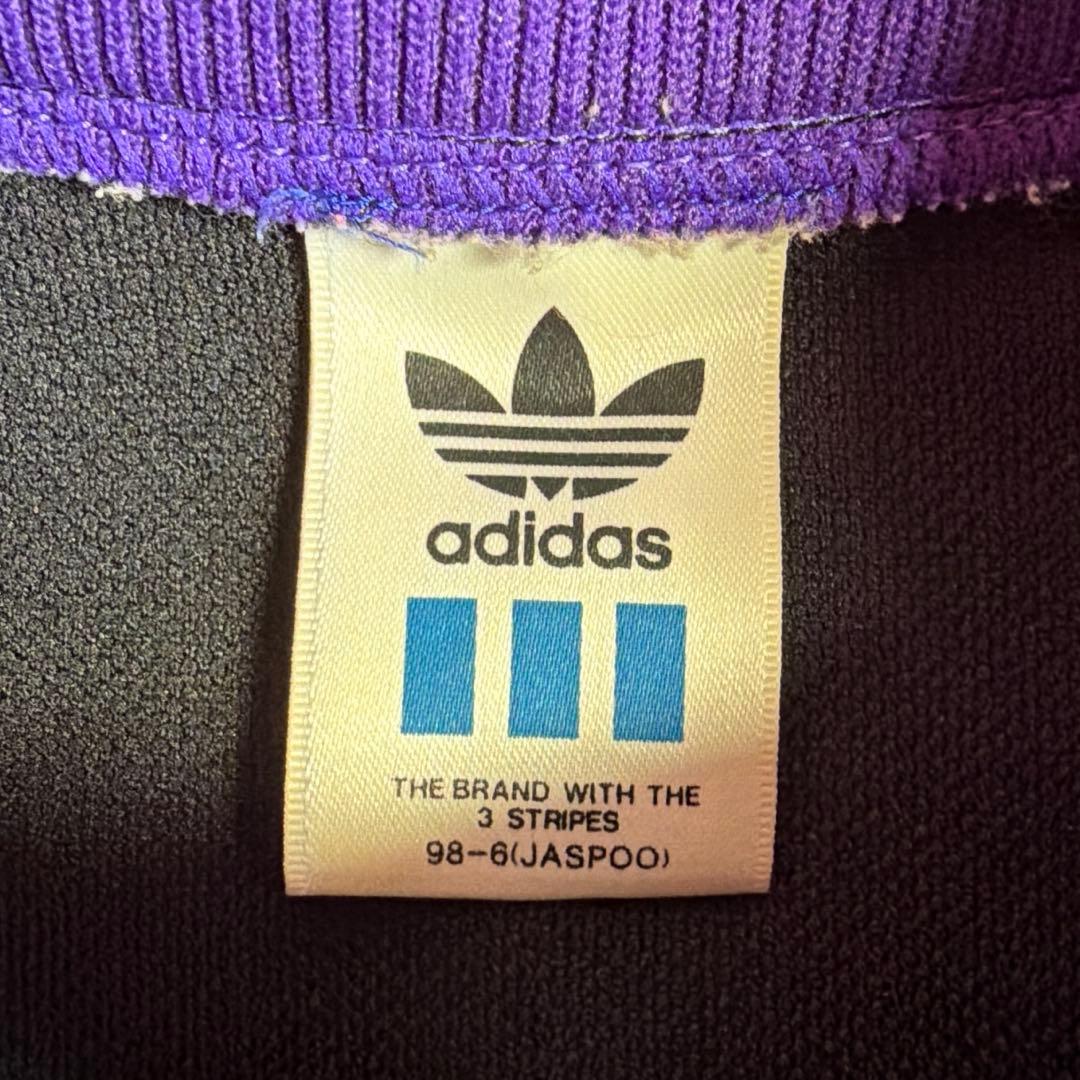 adidas
THE BRAND WITH THE
3 STRIPES
98-6(JASPOO)